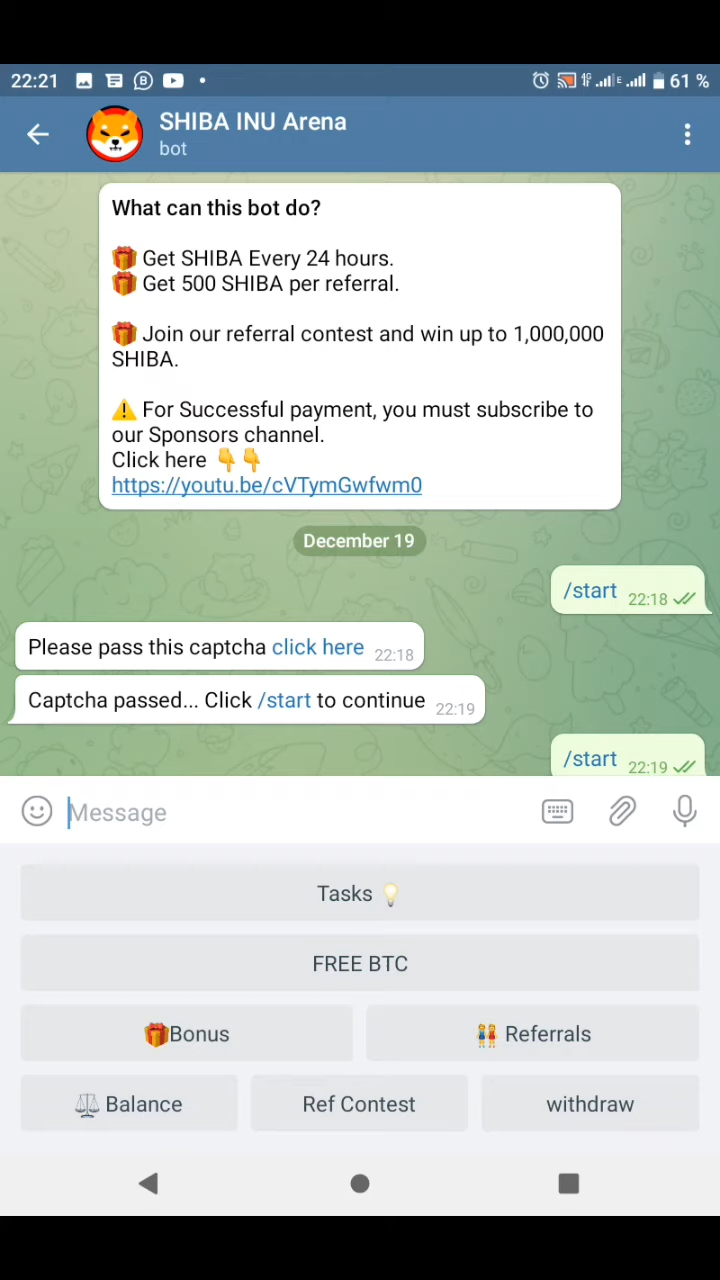 22:21
61 %
SHIBA INU Arena
bot
What can this bot do?
🎁 Get SHIBA Every 24 hours.
🎁 Get 500 SHIBA per referral.
🎁 Join our referral contest and win up to 1,000,000
SHIBA.
⚠️ For Successful payment, you must subscribe to
our Sponsors channel.
Click here 👇👇
https://youtu.be/cVTymGwfwm0
December 19
/start 22:18
Please pass this captcha click here 22:18
Captcha passed... Click /start to continue 22:19
/start 22:19
Message
Tasks 💡
FREE BTC
🎁Bonus
👭 Referrals
⚖️ Balance
Ref Contest
withdraw